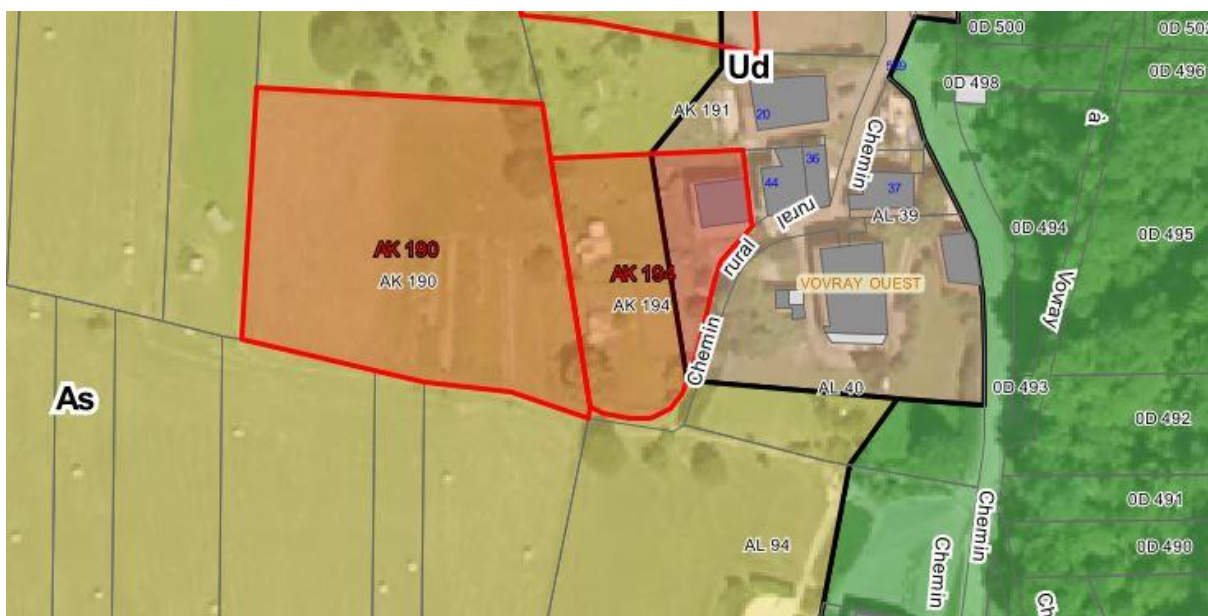 0D 500
0D 502
Ud
0D 498
0D 496
AK 191
20
à
Chemin
36
44
37
rural
AL 39
0D 494
0D 495
AK 190
AK 190
rural
AK 194
AK 194
VOVRAY OUEST
Vovray
Chemin
As
AL 40
0D 493
0D 492
0D 491
Chemin
Chemin
AL 94
0D 490